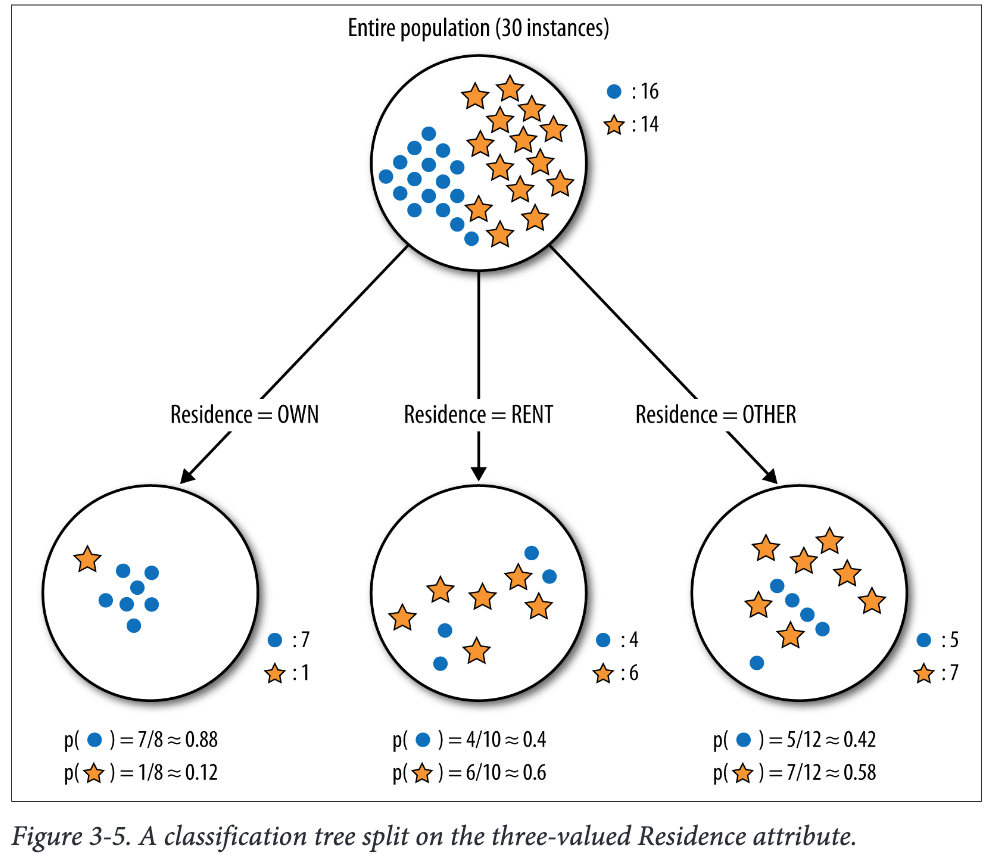 Entire population (30 instances)
: 16
: 14
Residence = OWN
Residence = RENT
Residence = OTHER
: 7
: 1
: 4
: 6
: 5
: 7
p( ) = 7/8 ≈ 0.88
p( ) = 1/8 ≈ 0.12
p( ) = 4/10 ≈ 0.4
p( ) = 6/10 ≈ 0.6
p( ) = 5/12 ≈ 0.42
p( ) = 7/12 ≈ 0.58
Figure 3-5. A classification tree split on the three-valued Residence attribute.